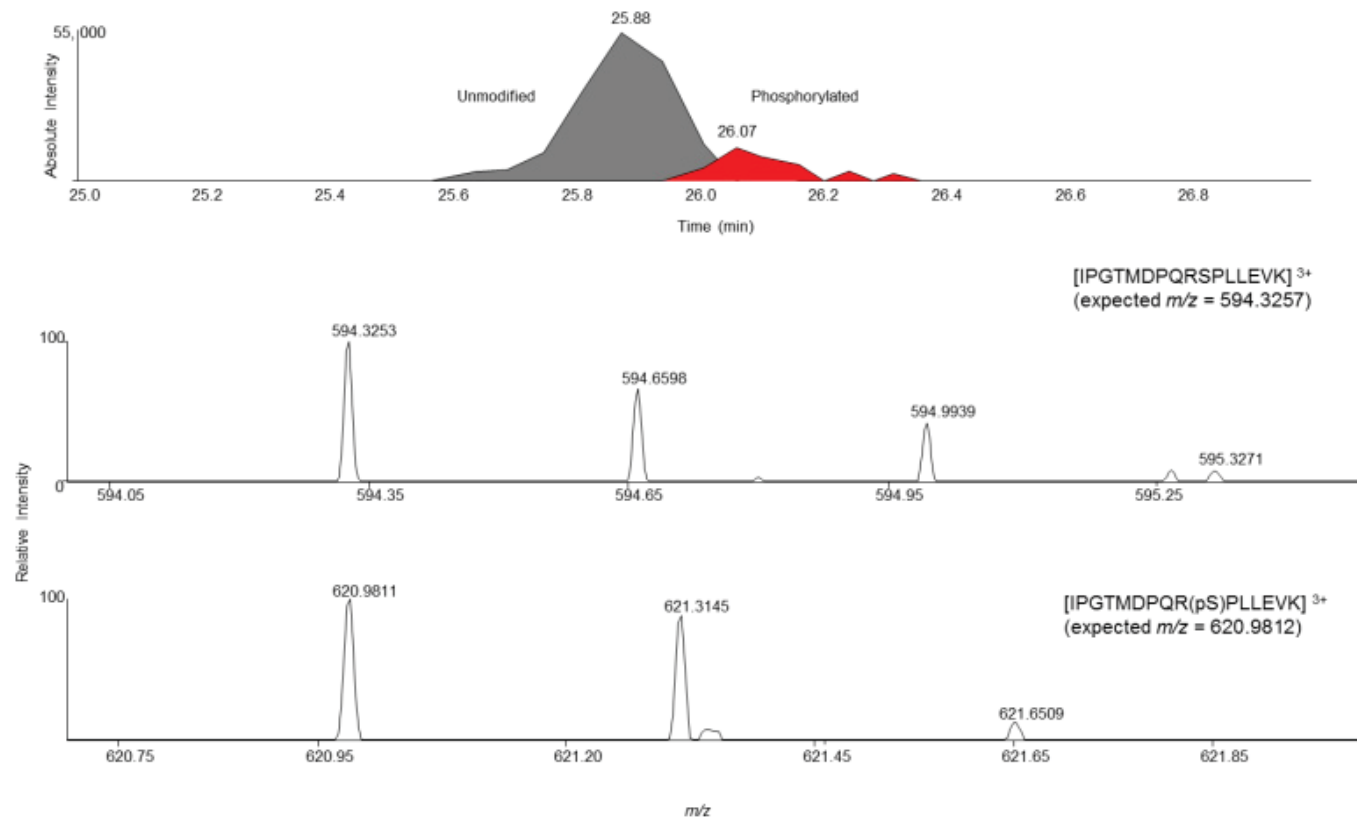 25.88
55,000
Absolute Intensity
Unmodified
Phosphorylated
26.07
25.0 25.2 25.4 25.6 25.8 26.0 26.2 26.4 26.6 26.8
Time (min)
[IPGTMDPQRSPLLEVK] 3+
(expected m/z = 594.3257)
100
594.3253
594.6598
594.9939
595.3271
0
594.05 594.35 594.65 594.95 595.25
Relative Intensity
100
620.9811
621.3145
621.6509
[IPGTMDPQR(pS)PLLEVK] 3+
(expected m/z = 620.9812)
620.75 620.95 621.20 621.45 621.65 621.85
m/z